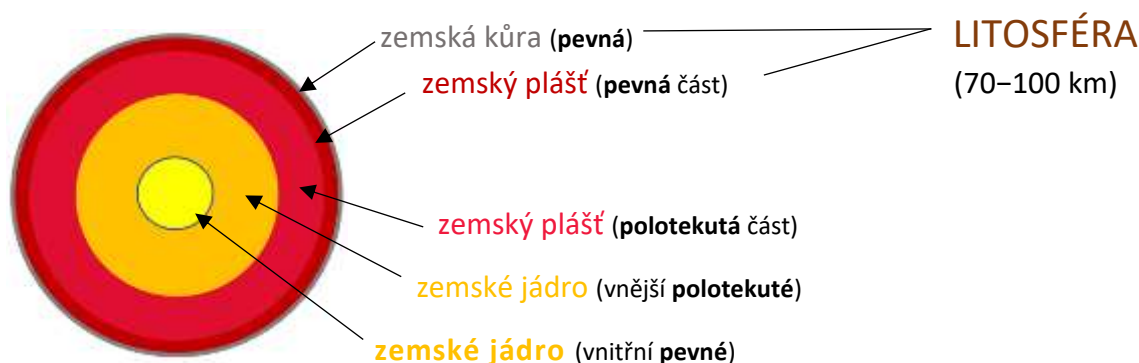 zemská kůra (pevná)
LITOSFÉRA
zemský plášť (pevná část)
(70–100 km)
zemský plášť (polotekutá část)
zemské jádro (vnější polotekuté)
zemské jádro (vnitřní pevné)